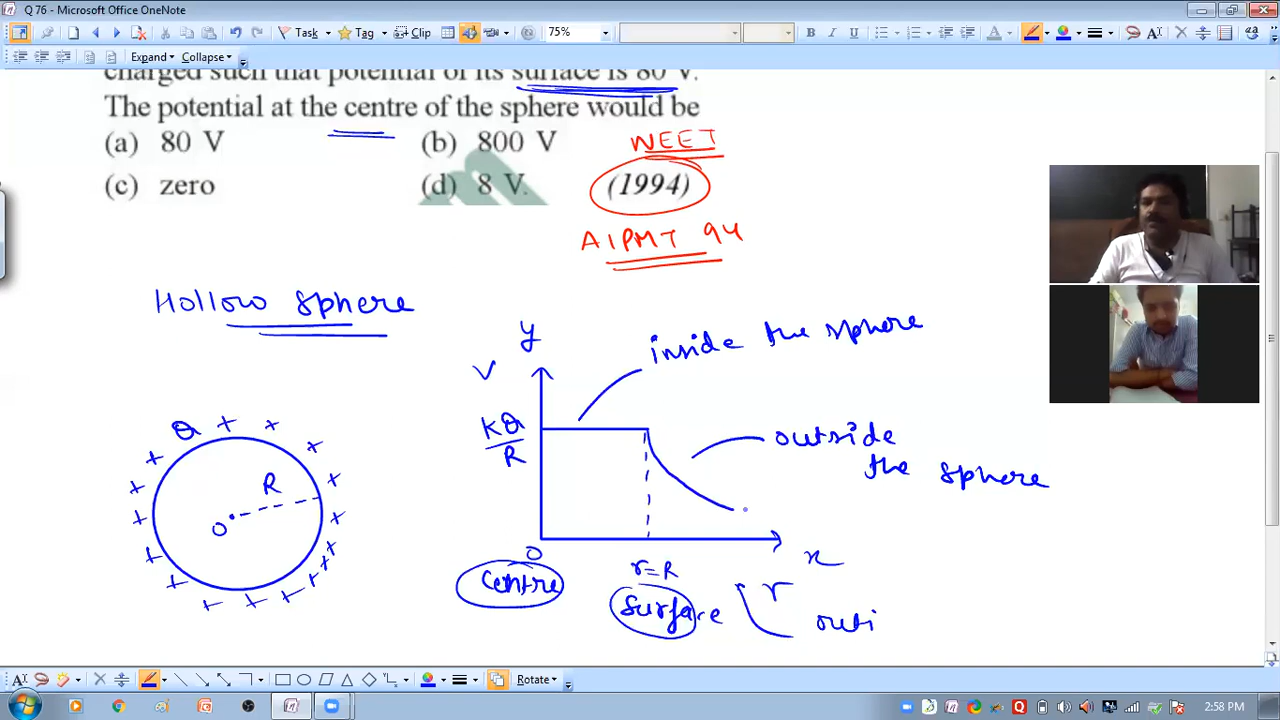 Q 76 - Microsoft OneNote
Task
Tag
Clip
75%
Expand
Collapse
charged such that potential of its surface is 80 V.
The potential at the centre of the sphere would be
(a) 80 V (b) 800 V
(c) zero (d) 8 V.
NEET
(1994)
AIPMT 94
Hollow sphere
y
V
inside the sphere
KQ
R
outside
the sphere
Q
R
O
O
r=R
x
Centre
Surface
r
outi
Rotate
2:58 PM